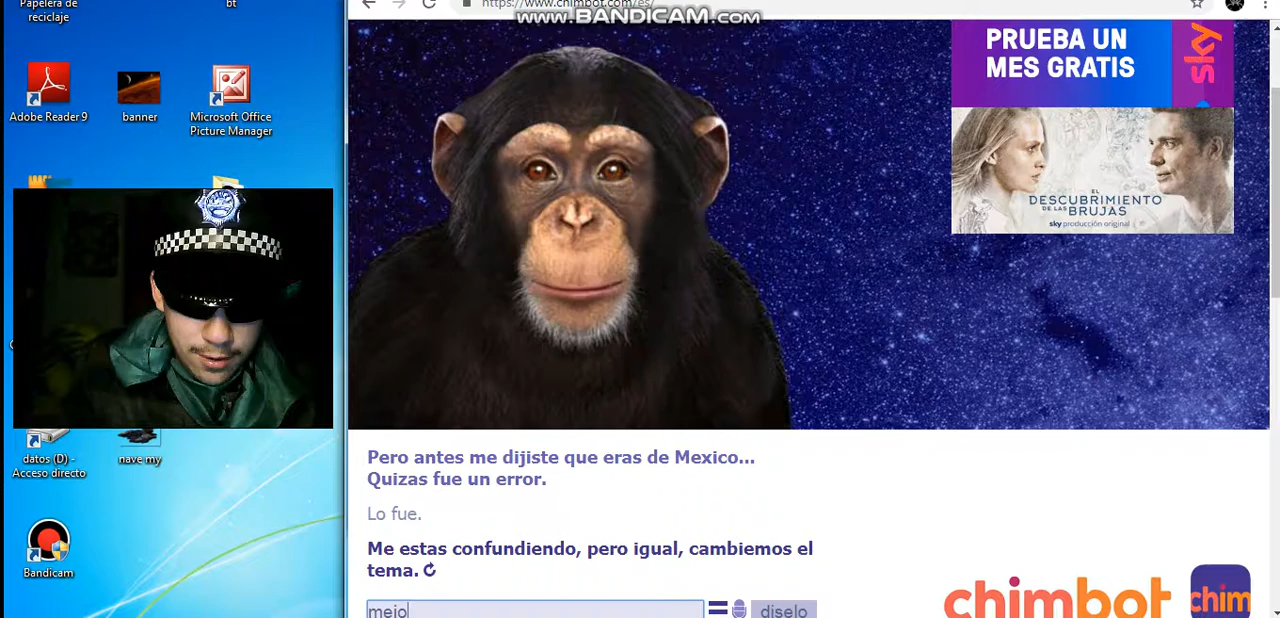 Papelera de
reciclaje
bt
https://www.chimbot.com/es/
www.BANDICAM.com
Adobe Reader 9
banner
Microsoft Office
Picture Manager
PRUEBA UN
MES GRATIS
sky
EL
DESCUBRIMIENTO
DE LAS BRUJAS
sky producción original
datos (D) -
Acceso directo
nave my
Bandicam
Pero antes me dijiste que eras de Mexico...
Quizas fue un error.
Lo fue.
Me estas confundiendo, pero igual, cambiemos el
tema.
mejo
diselo
chimbot
chim